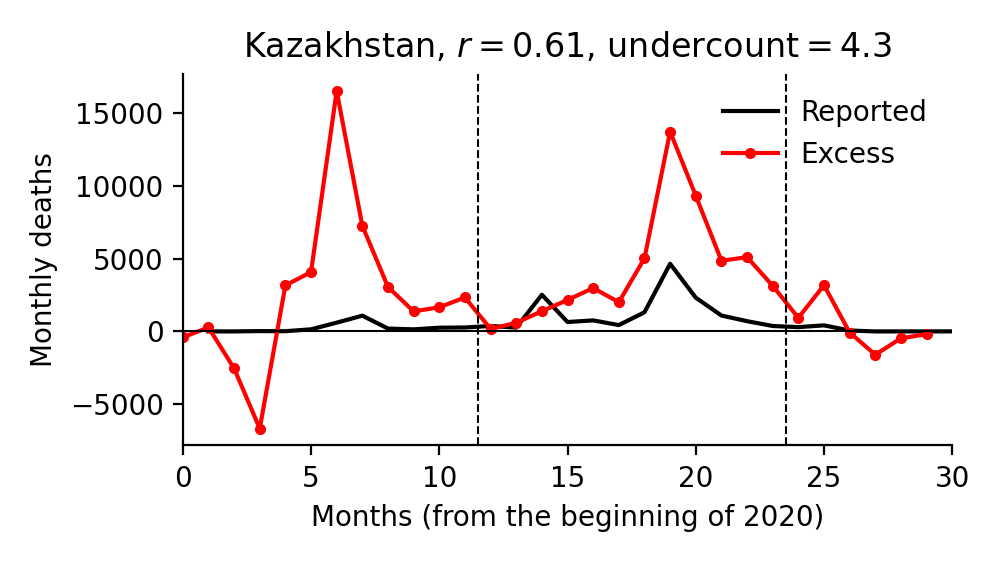 Kazakhstan, r = 0.61, undercount = 4.3
Reported
Excess
Monthly deaths
15000
10000
5000
0
−5000
0 5 10 15 20 25 30
Months (from the beginning of 2020)